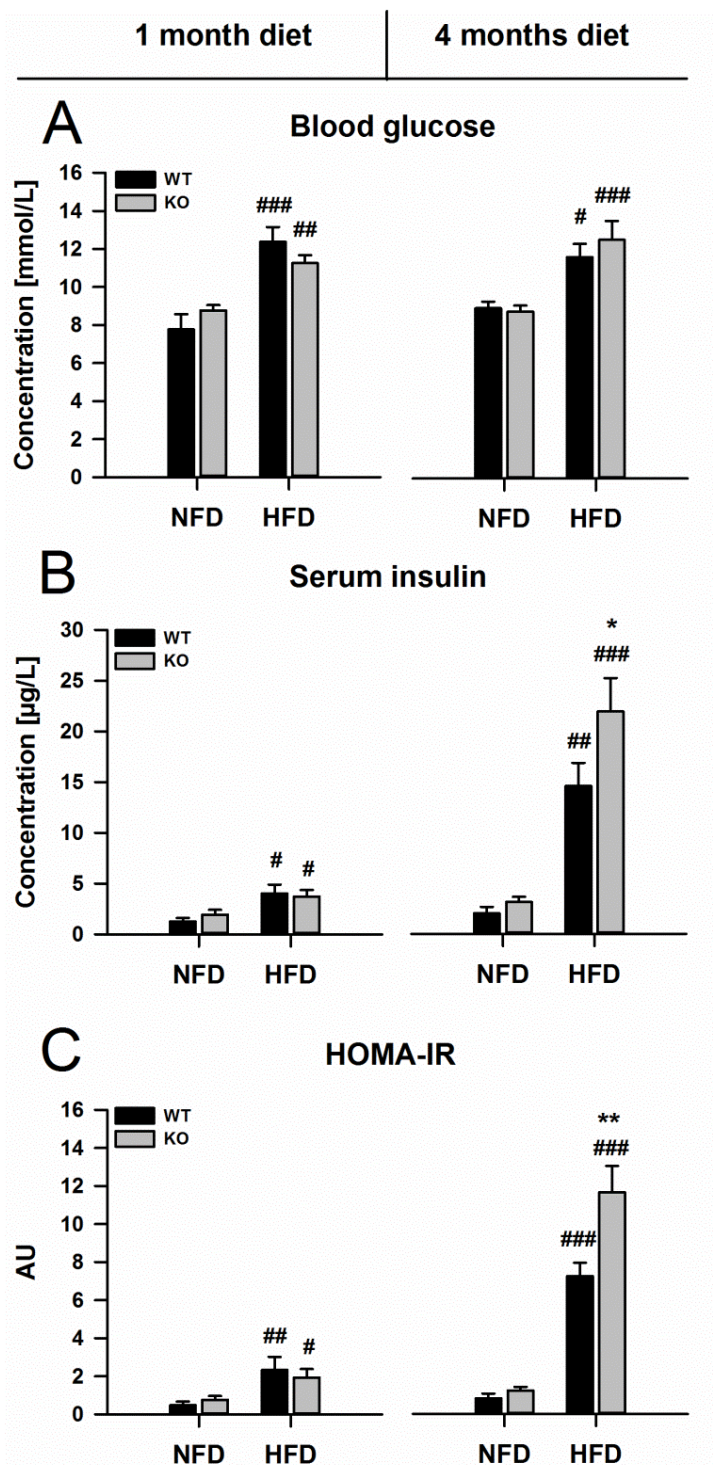 1 month diet 4 months diet
A Blood glucose
Concentration [mmol/L]
16
14
12
10
8
6
4
2
0
WT
KO
###
##
#
###
NFD HFD NFD HFD
B Serum insulin
Concentration [µg/L]
30
25
20
15
10
5
0
WT
KO
#
#
##
*
###
NFD HFD NFD HFD
C HOMA-IR
AU
16
14
12
10
8
6
4
2
0
WT
KO
##
#
###
**
###
NFD HFD NFD HFD